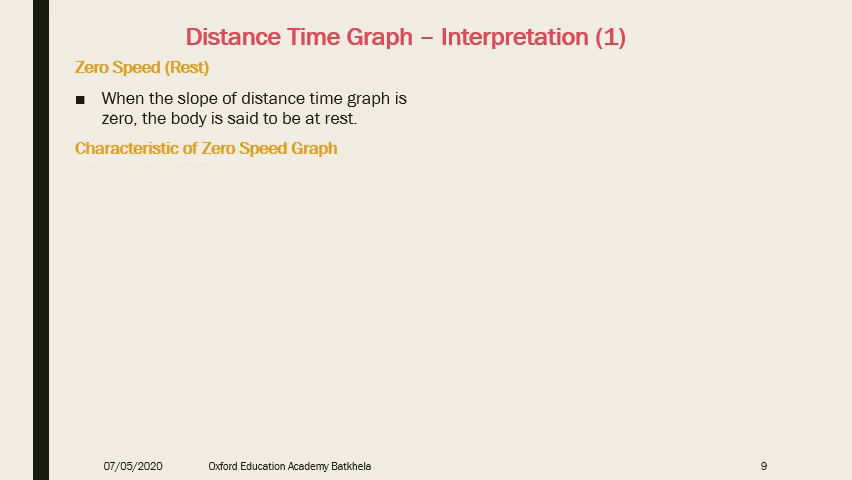 Distance Time Graph – Interpretation (1)
Zero Speed (Rest)
■ When the slope of distance time graph is
zero, the body is said to be at rest.
Characteristic of Zero Speed Graph
07/05/2020 Oxford Education Academy Batkhela 9